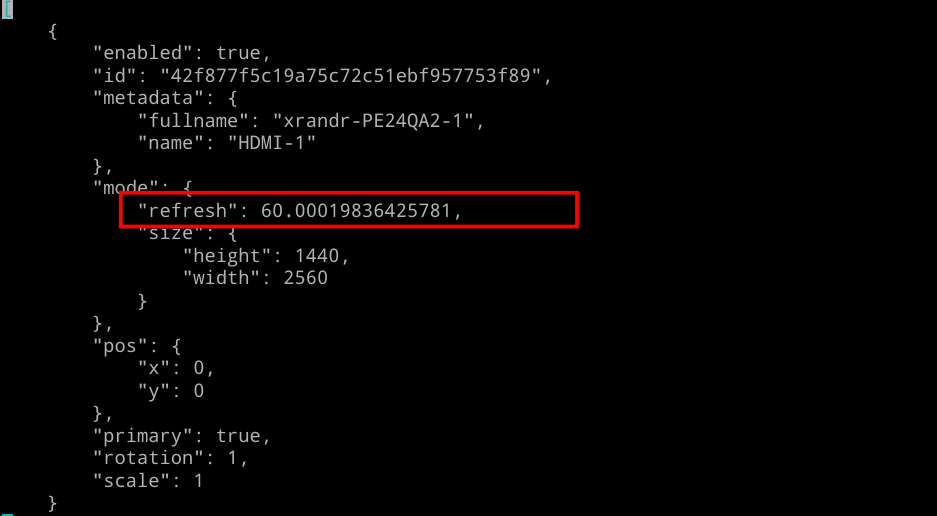 [
{
"enabled": true,
"id": "42f877f5c19a75c72c51ebf957753f89",
"metadata": {
"fullname": "xrandr-PE24QA2-1",
"name": "HDMI-1"
},
"mode": {
"refresh": 60.00019836425781,
"size": {
"height": 1440,
"width": 2560
}
},
"pos": {
"x": 0,
"y": 0
},
"primary": true,
"rotation": 1,
"scale": 1
}